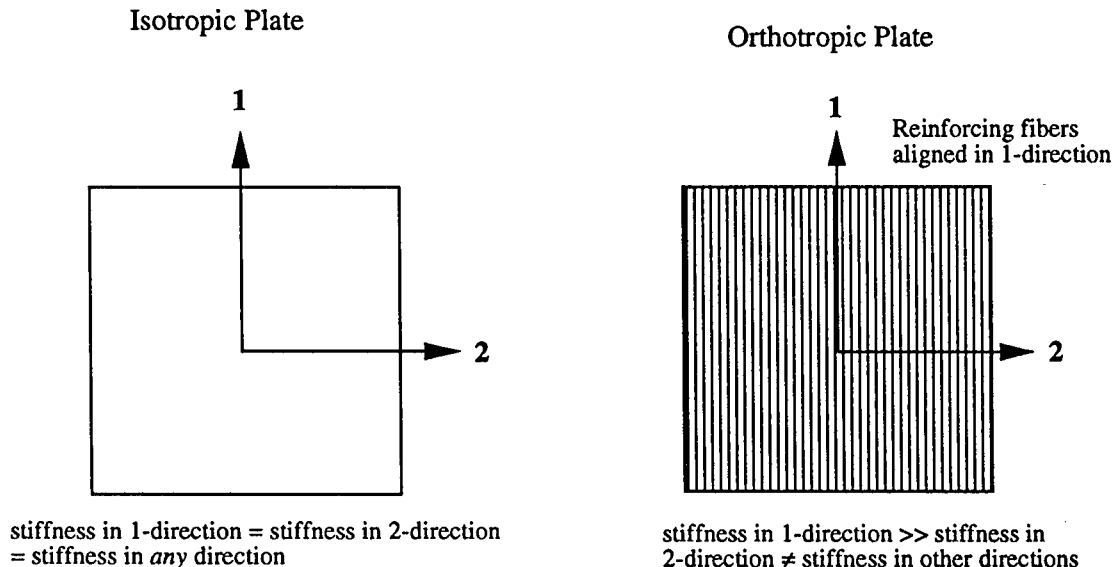 Isotropic Plate
1
2
stiffness in 1-direction = stiffness in 2-direction
= stiffness in any direction
Orthotropic Plate
1
Reinforcing fibers
aligned in 1-direction
2
stiffness in 1-direction >> stiffness in
2-direction ≠ stiffness in other directions